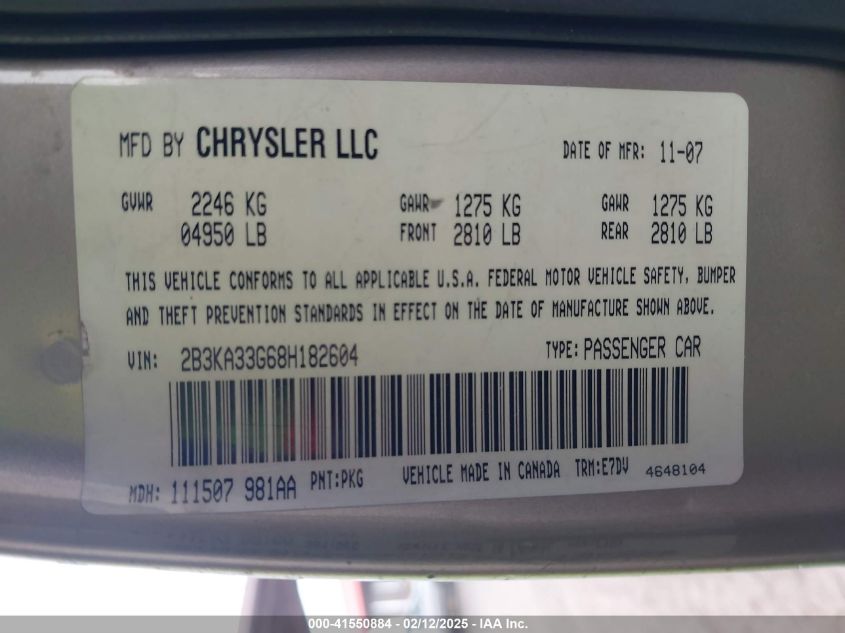 MFD BY CHRYSLER LLC DATE OF MFR: 11-07
GVWR 2246 KG GAWR 1275 KG GAWR 1275 KG
04950 LB FRONT 2810 LB REAR 2810 LB
THIS VEHICLE CONFORMS TO ALL APPLICABLE U.S.A. FEDERAL MOTOR VEHICLE SAFETY, BUMPER
AND THEFT PREVENTION STANDARDS IN EFFECT ON THE DATE OF MANUFACTURE SHOWN ABOVE.
VIN: 2B3KA33G68H182604 TYPE: PASSENGER CAR
MDH: 111507 981AA PNT:PKG VEHICLE MADE IN CANADA TRM:E7DV 4648104
000-41550884 - 02/12/2025 - IAA Inc.